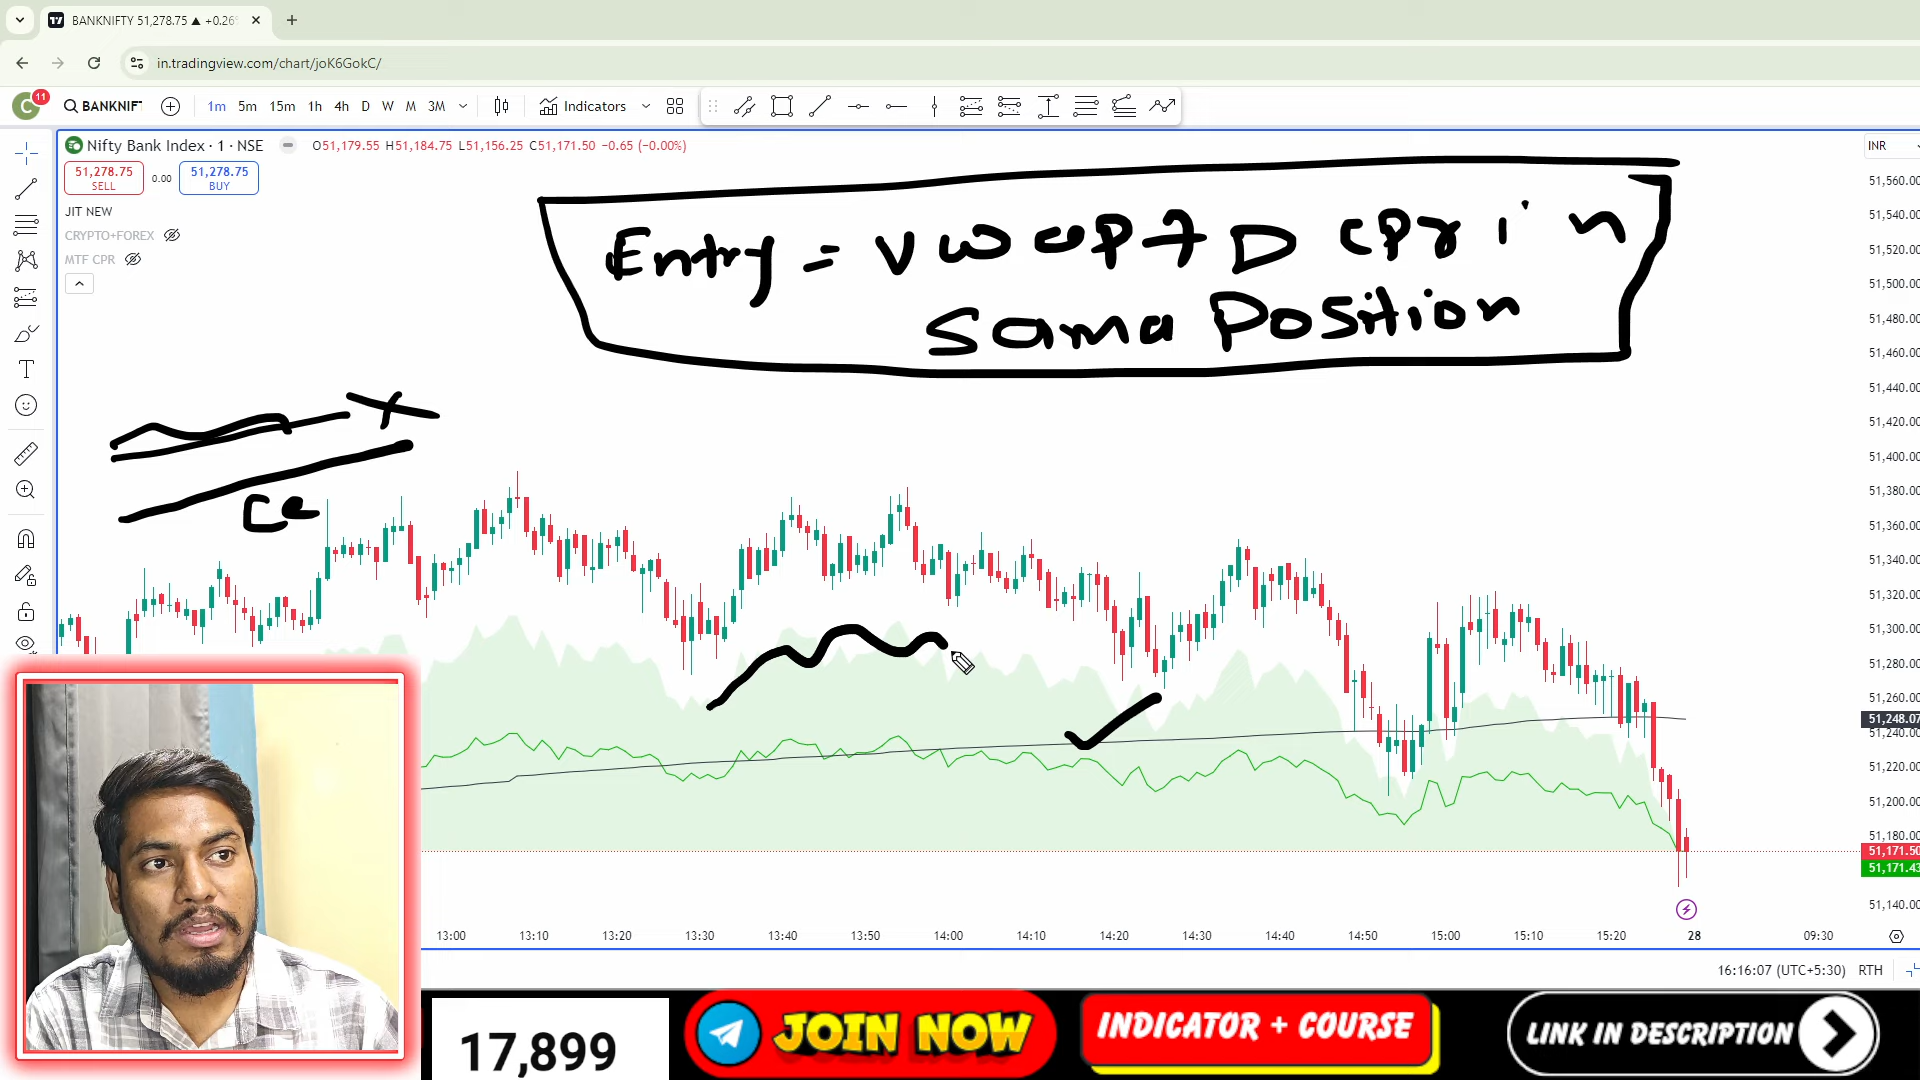 BANKNIFTY 51,278.75 ▲ +0.26
in.tradingview.com/chart/joK6GokC/
C 11 BANKNIF 1m 5m 15m 1h 4h D W M 3M Indicators
Nifty Bank Index · 1 · NSE O51,179.55 H51,184.75 L51,156.25 C51,171.50 −0.65 (−0.00%)
INR
51,278.75
SELL
0.00
51,278.75
BUY
JIT NEW
CRYPTO+FOREX
MTF CPR
Entry = VWAP + D CPR in
Sama Position
Ce
51,560.00
51,540.00
51,520.00
51,500.00
51,480.00
51,460.00
51,440.00
51,420.00
51,400.00
51,380.00
51,360.00
51,340.00
51,320.00
51,300.00
51,280.00
51,260.00
51,248.07
51,240.00
51,220.00
51,200.00
51,180.00
51,171.50
51,171.43
51,140.00
13:00 13:10 13:20 13:30 13:40 13:50 14:00 14:10 14:20 14:30 14:40 14:50 15:00 15:10 15:20 28 09:30
16:16:07 (UTC+5:30) RTH
17,899
JOIN NOW
INDICATOR + COURSE
LINK IN DESCRIPTION